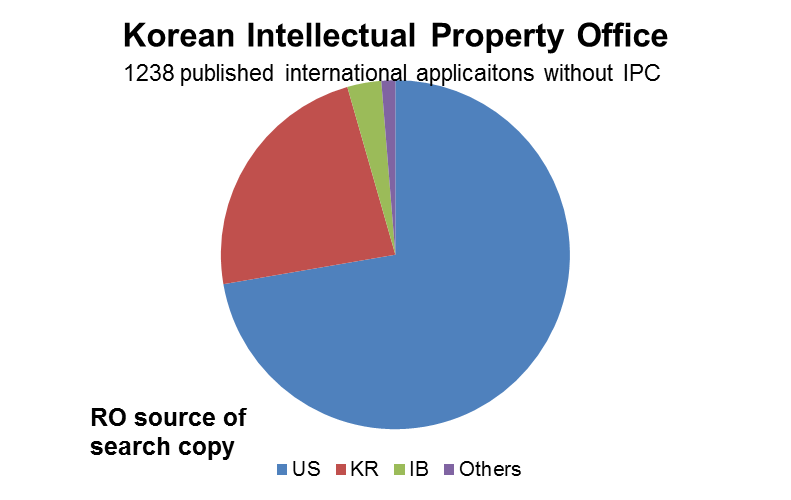 Korean Intellectual Property Office
1238 published international applicaitons without IPC
RO source of
search copy
US KR IB Others